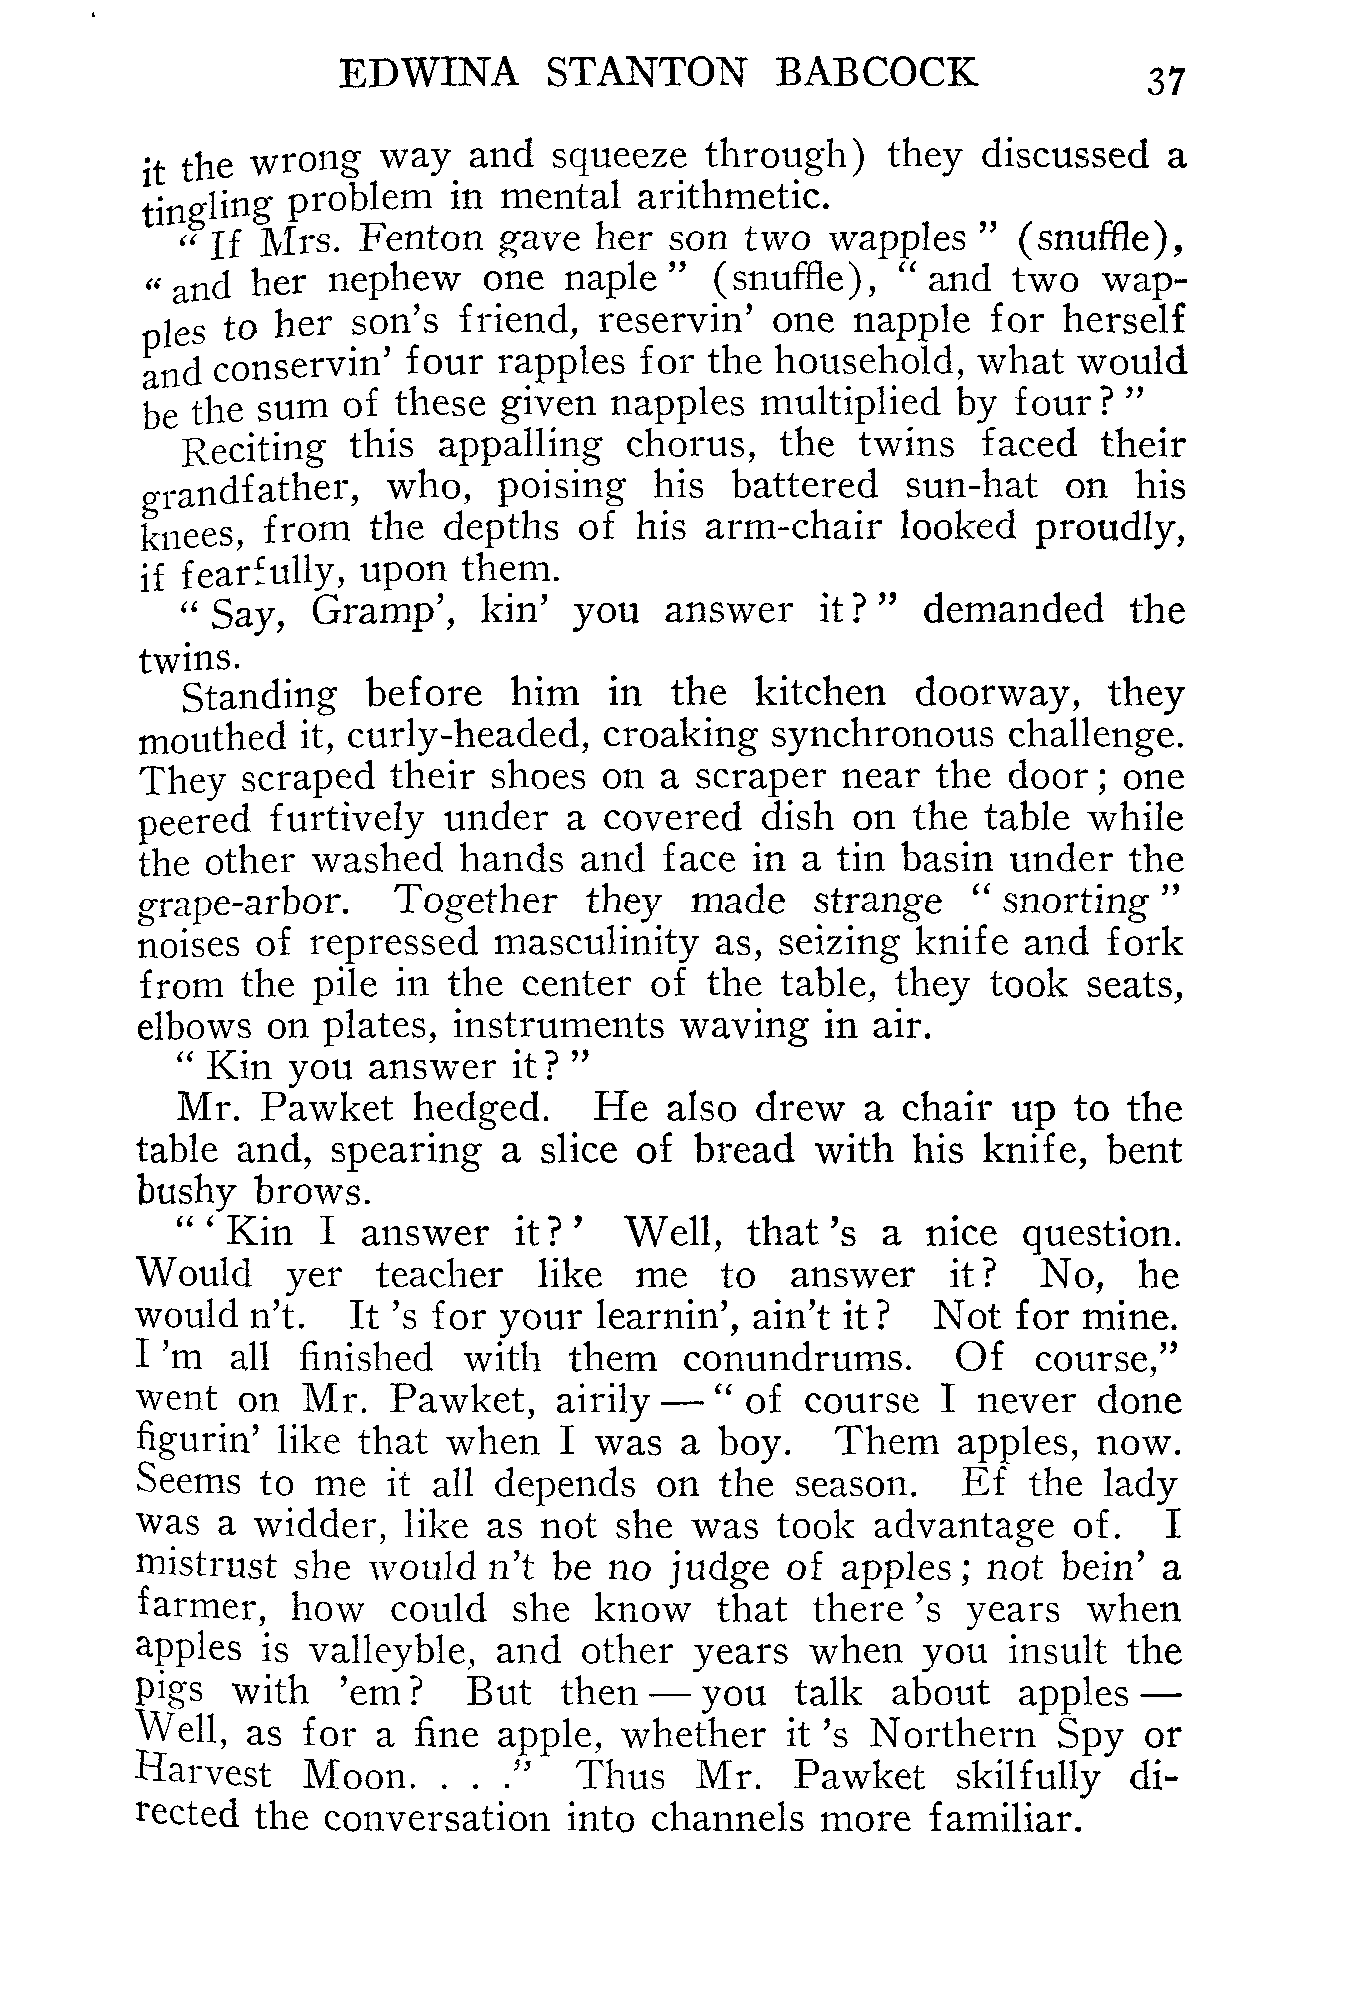 EDWINA STANTON BABCOCK 37
it the wrong way and squeeze through) they discussed a
tingling problem in mental arithmetic.
" If Mrs. Fenton gave her son two wapples " (snuffle),
" and her nephew one naple " (snuffle), " and two wap-
ples to her son's friend, reservin' one napple for herself
and conservin' four rapples for the household, what would
be the sum of these given napples multiplied by four? "
Reciting this appalling chorus, the twins faced their
grandfather, who, poising his battered sun-hat on his
knees, from the depths of his arm-chair looked proudly,
if fearfully, upon them.
" Say, Gramp', kin' you answer it? " demanded the
twins.
Standing before him in the kitchen doorway, they
mouthed it, curly-headed, croaking synchronous challenge.
They scraped their shoes on a scraper near the door; one
peered furtively under a covered dish on the table while
the other washed hands and face in a tin basin under the
grape-arbor. Together they made strange " snorting "
noises of repressed masculinity as, seizing knife and fork
from the pile in the center of the table, they took seats,
elbows on plates, instruments waving in air.
" Kin you answer it? "
Mr. Pawket hedged. He also drew a chair up to the
table and, spearing a slice of bread with his knife, bent
bushy brows.
" ' Kin I answer it? ' Well, that 's a nice question.
Would yer teacher like me to answer it? No, he
would n't. It 's for your learnin', ain't it? Not for mine.
I 'm all finished with them conundrums. Of course,"
went on Mr. Pawket, airily — " of course I never done
figurin' like that when I was a boy. Them apples, now.
Seems to me it all depends on the season. Ef the lady
was a widder, like as not she was took advantage of. I
mistrust she would n't be no judge of apples; not bein' a
farmer, how could she know that there 's years when
apples is valleyble, and other years when you insult the
pigs with 'em? But then — you talk about apples —
Well, as for a fine apple, whether it 's Northern Spy or
Harvest Moon. . . ." Thus Mr. Pawket skilfully di-
rected the conversation into channels more familiar.